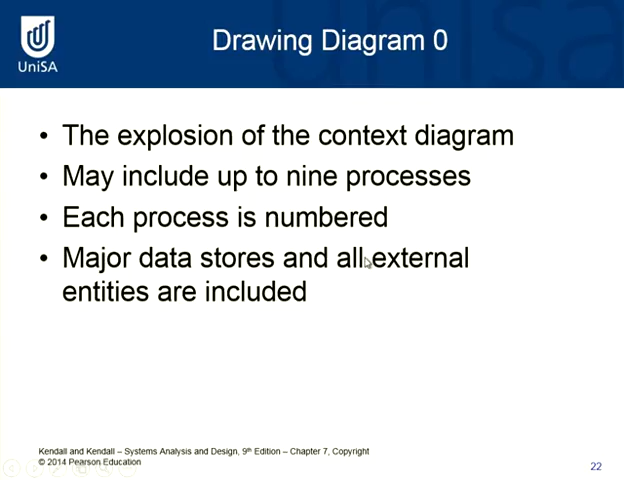 Drawing Diagram 0
UniSA
• The explosion of the context diagram
• May include up to nine processes
• Each process is numbered
• Major data stores and all external
entities are included
Kendall and Kendall – Systems Analysis and Design, 9th Edition – Chapter 7, Copyright
© 2014 Pearson Education
22